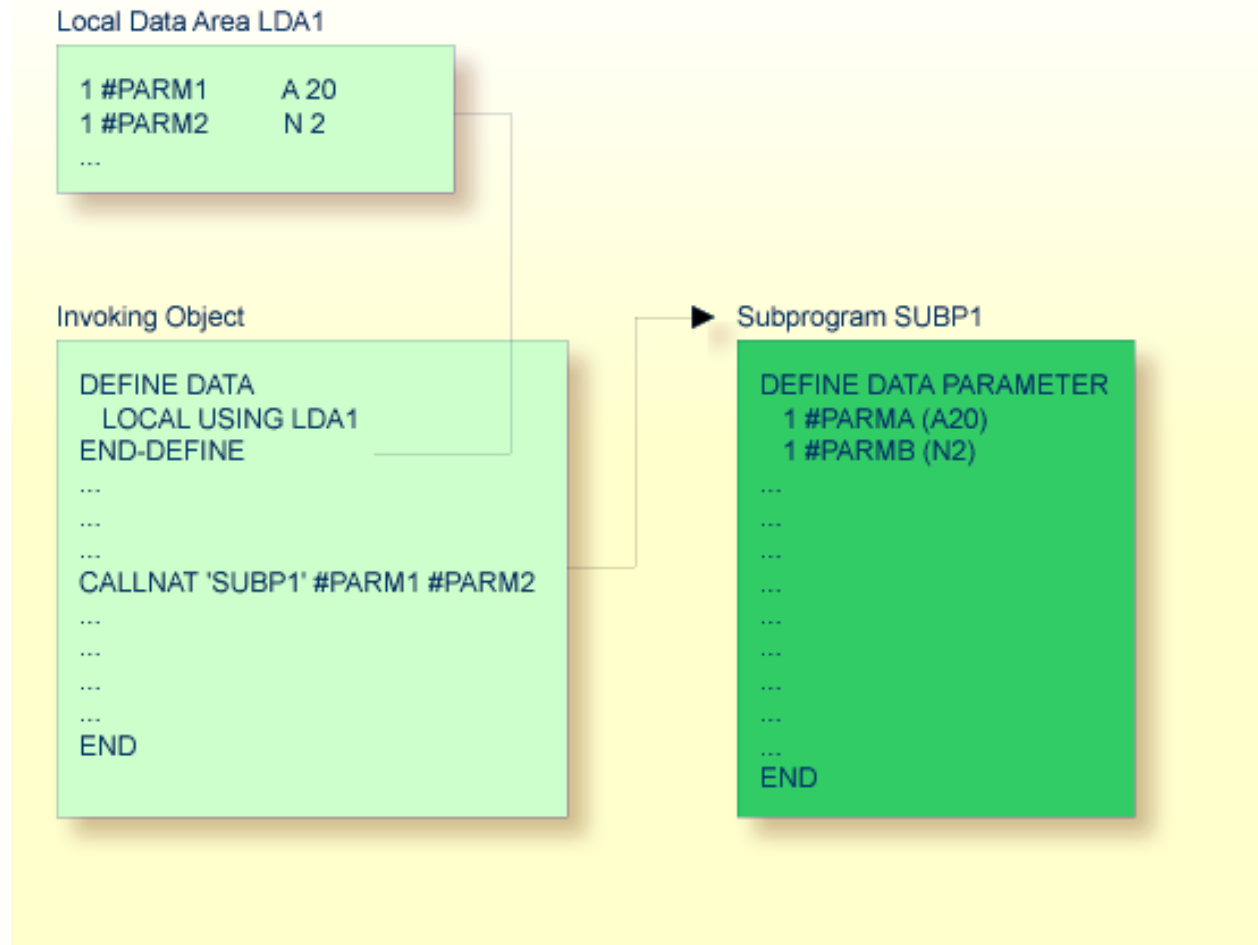 Local Data Area LDA1
1 #PARM1 A 20
1 #PARM2 N 2
...
Invoking Object
DEFINE DATA
LOCAL USING LDA1
END-DEFINE
...
...
...
CALLNAT 'SUBP1' #PARM1 #PARM2
...
...
...
...
END
Subprogram SUBP1
DEFINE DATA PARAMETER
1 #PARMA (A20)
1 #PARMB (N2)
...
...
...
...
...
...
...
...
...
END